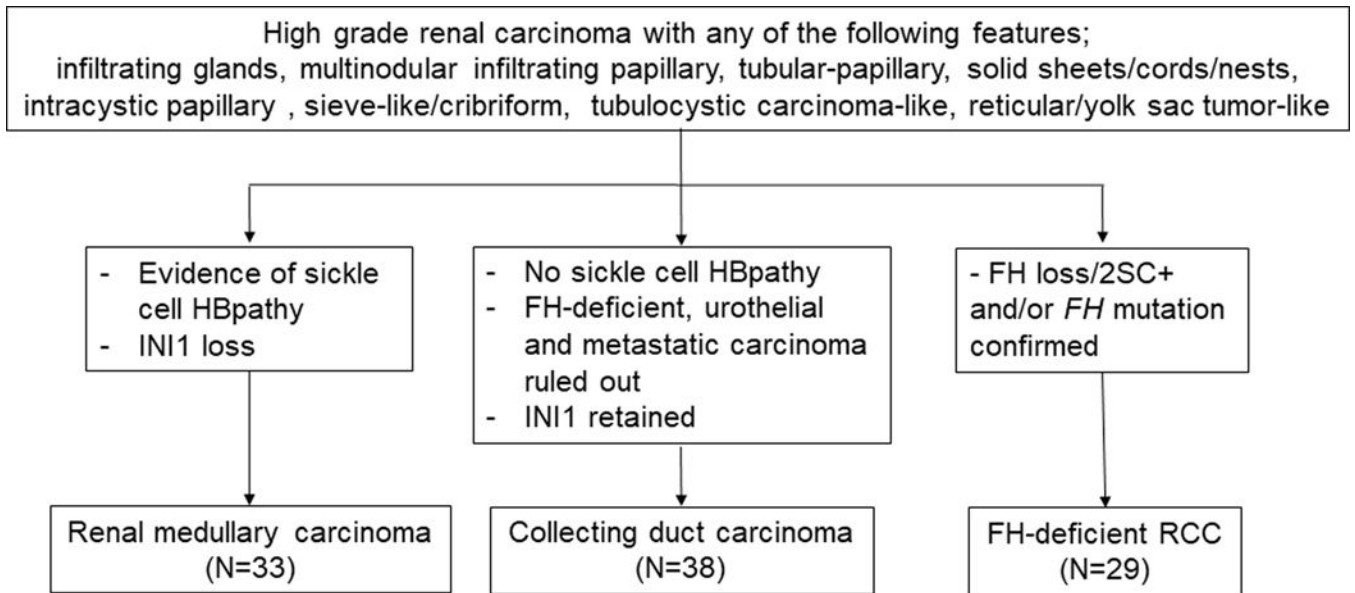 High grade renal carcinoma with any of the following features;
infiltrating glands, multinodular infiltrating papillary, tubular-papillary, solid sheets/cords/nests,
intracystic papillary , sieve-like/cribriform, tubulocystic carcinoma-like, reticular/yolk sac tumor-like
- Evidence of sickle
cell HBpathy
- INI1 loss
- No sickle cell HBpathy
- FH-deficient, urothelial
and metastatic carcinoma
ruled out
- INI1 retained
- FH loss/2SC+
and/or FH mutation
confirmed
Renal medullary carcinoma
(N=33)
Collecting duct carcinoma
(N=38)
FH-deficient RCC
(N=29)